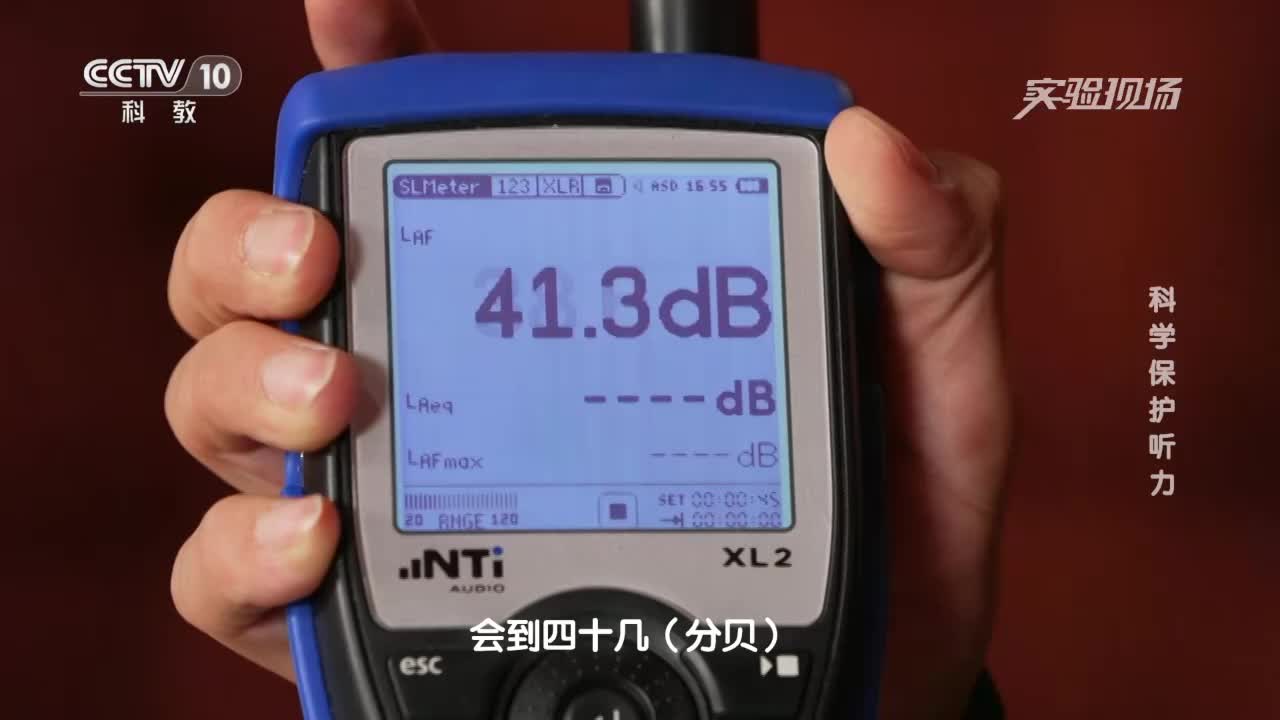 CCTV 10
科教
实验现场
SLMeter 123 XLR ASD 16:55
LAF
41.3dB
LAeq ----dB
LAFmax ----dB
SET 00:00:45
20 RNGE 120 00:00:00
NTi
AUDIO
XL2
科学保护听力
会到四十几（分贝）
esc